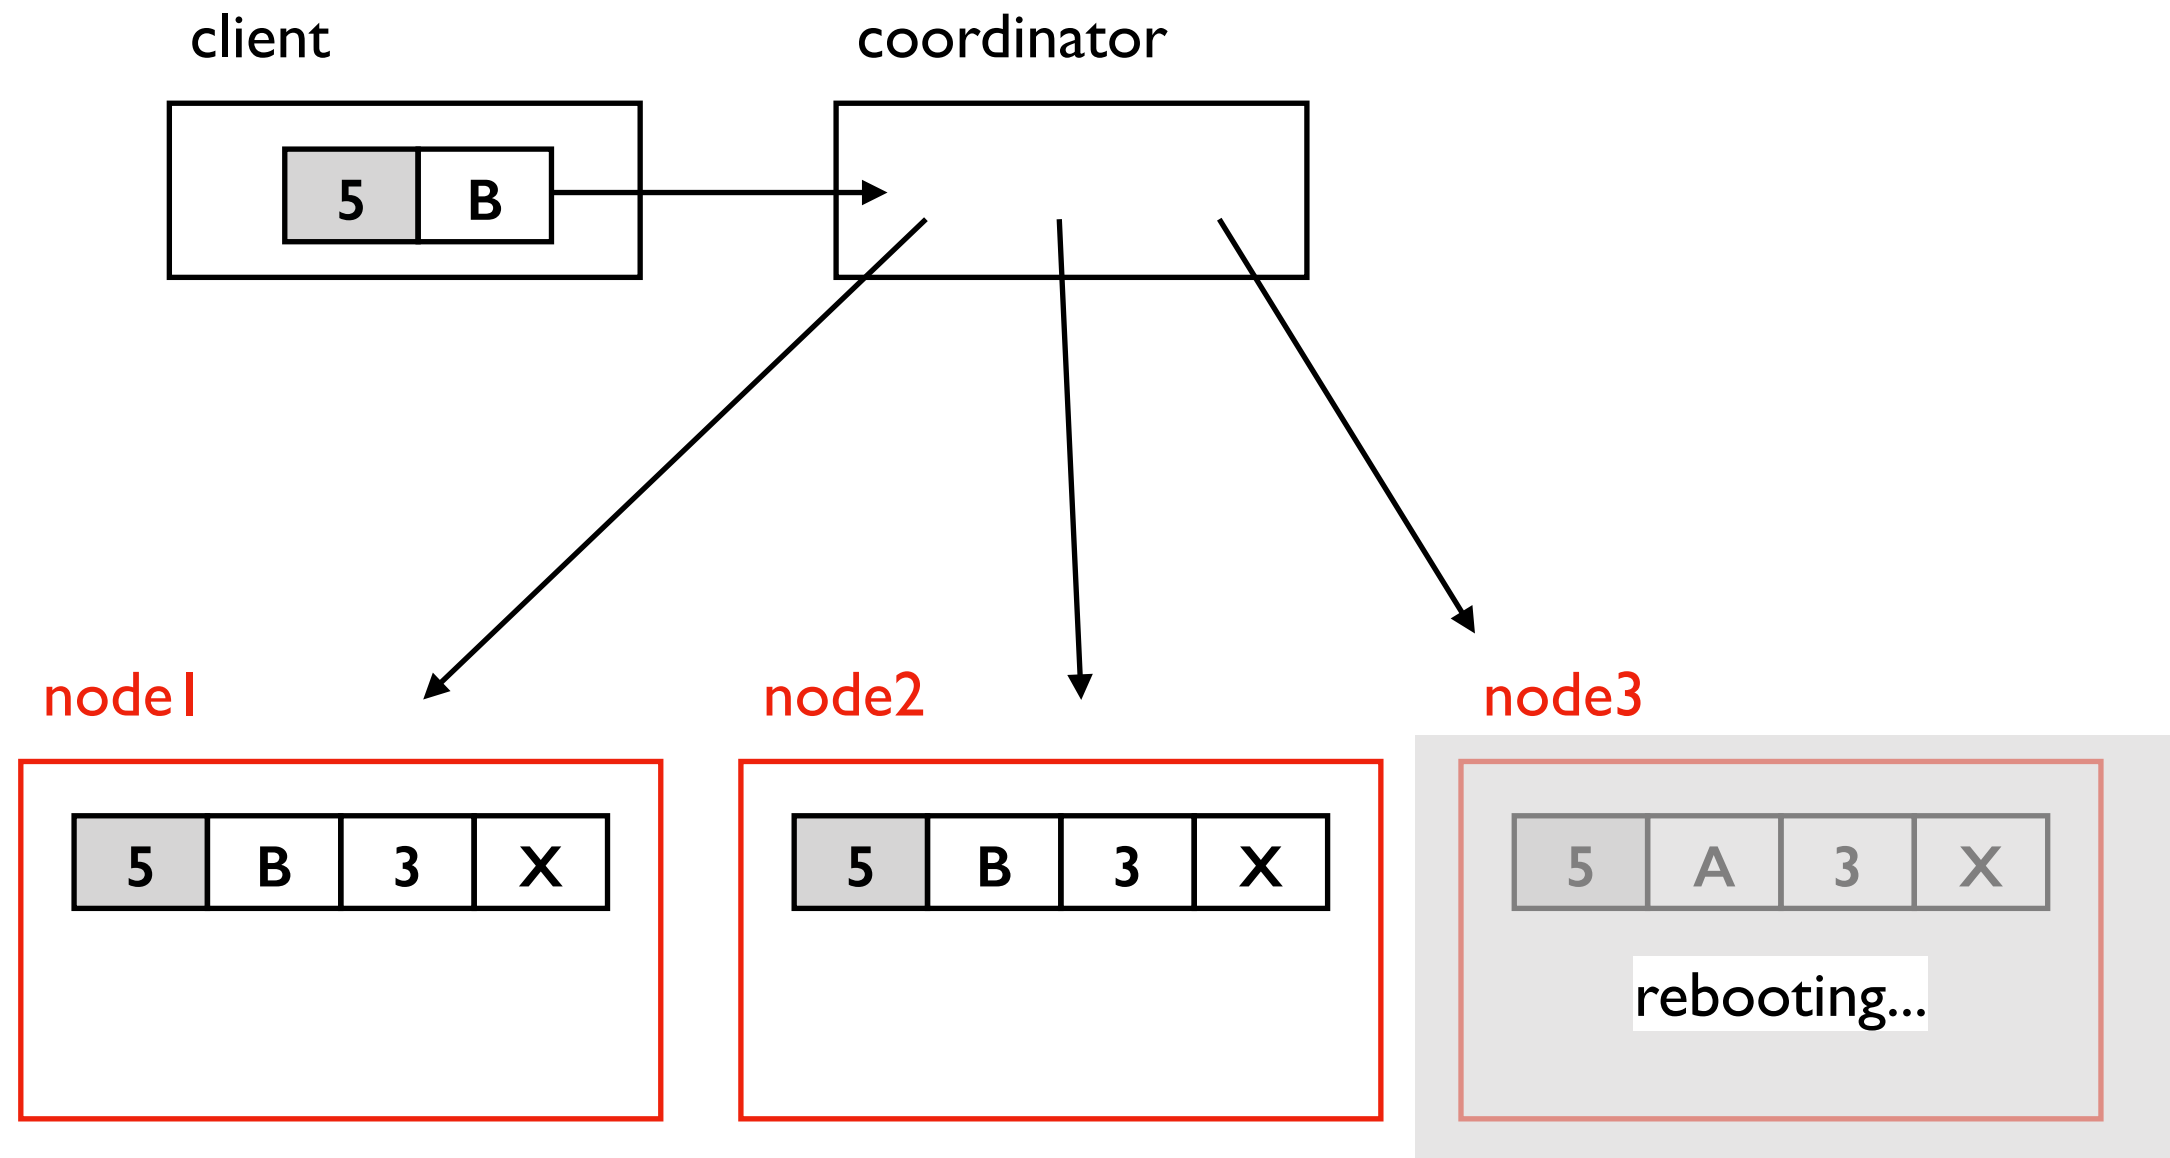 client coordinator
5 B
node1 node2 node3
5 B 3 X 5 B 3 X 5 A 3 X
rebooting...